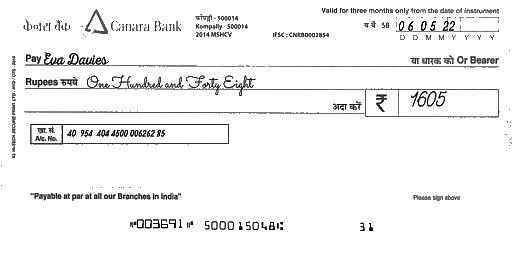 Valid for three months only from the date of instrument
केनरा बैंक Canara Bank
कोंपल्ली - 500014
Kompally - 500014
2014 MSHCV
IFSC : CNRB0002854
SB 06 05 22
D D M M Y Y Y Y
Pay Eva Davies या धारक को Or Bearer
Rupees रुपये One Hundred and Forty Eight
अदा करें ₹ 1605
खा. सं.
A/c. No. 40 954 404 4500 006262 85
"Payable at par at all our Branches in India"
Please sign above
⑈003691⑈ 500015048⑆ 31